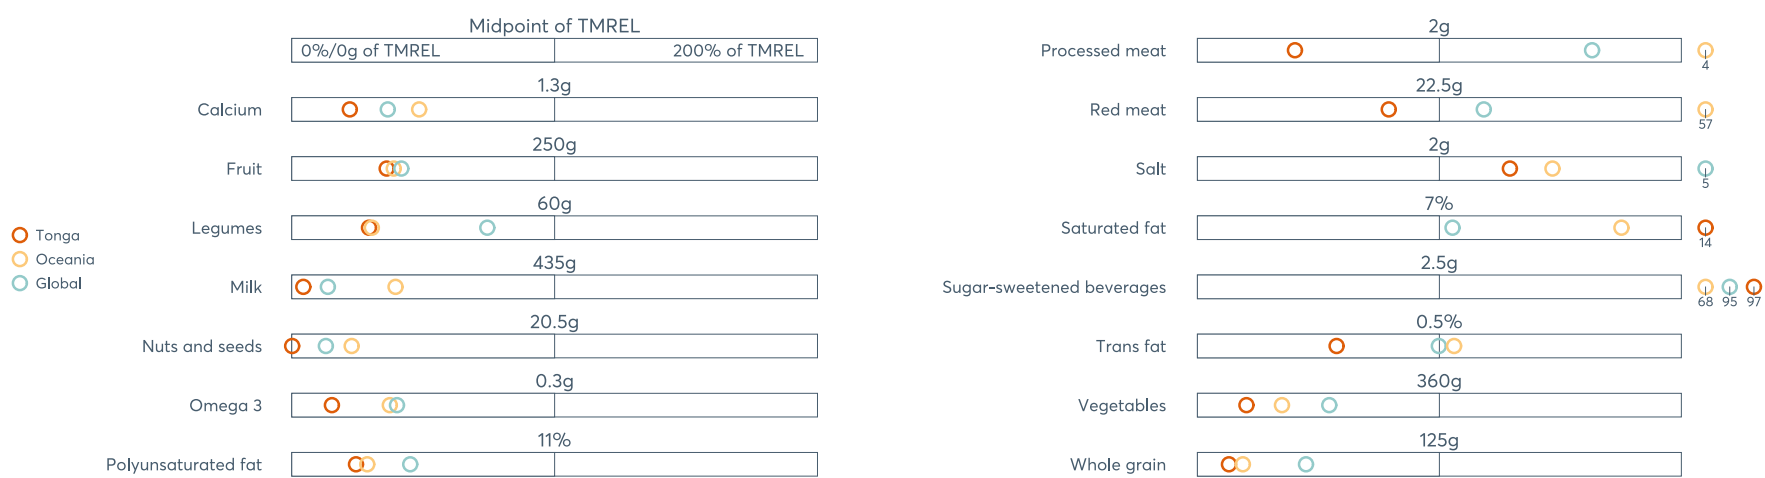 Midpoint of TMREL
0%/0g of TMREL 200% of TMREL
1.3g
Calcium
250g
Fruit
60g
Legumes
435g
Milk
20.5g
Nuts and seeds
0.3g
Omega 3
11%
Polyunsaturated fat
Tonga
Oceania
Global
2g
Processed meat
4
22.5g
Red meat
57
2g
Salt
5
7%
Saturated fat
14
2.5g
Sugar-sweetened beverages
68 95 97
0.5%
Trans fat
360g
Vegetables
125g
Whole grain